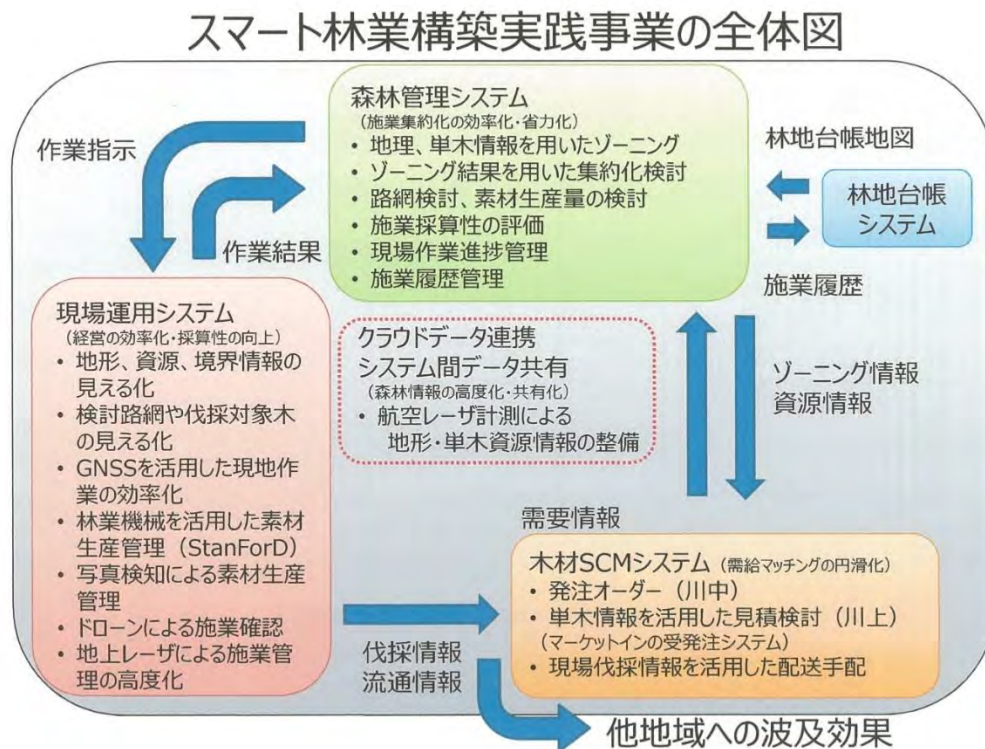 スマート林業構築実践事業の全体図
森林管理システム
(施業集約化の効率化・省力化)
• 地理、単木情報を用いたゾーニング
• ゾーニング結果を用いた集約化検討
• 路網検討、素材生産量の検討
• 施業採算性の評価
• 現場作業進捗管理
• 施業履歴管理
作業指示
作業結果
林地台帳地図
林地台帳
システム
施業履歴
現場運用システム
(経営の効率化・採算性の向上)
• 地形、資源、境界情報の
見える化
• 検討路網や伐採対象木
の見える化
• GNSSを活用した現地作
業の効率化
• 林業機械を活用した素材
生産管理（StanForD）
• 写真検知による素材生産
管理
• ドローンによる施業確認
• 地上レーザによる施業管
理の高度化
クラウドデータ連携
システム間データ共有
(森林情報の高度化・共有化)
• 航空レーザ計測による
地形・単木資源情報の整備
ゾーニング情報
資源情報
需要情報
木材SCMシステム (需給マッチングの円滑化)
• 発注オーダー（川中）
• 単木情報を活用した見積検討（川上）
(マーケットインの受発注システム)
• 現場伐採情報を活用した配送手配
伐採情報
流通情報
他地域への波及効果